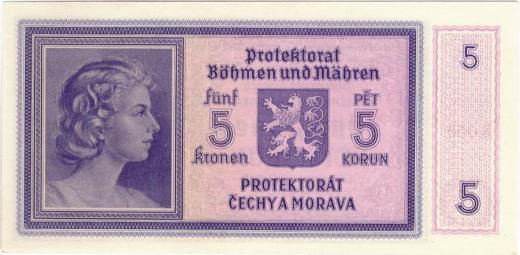 Protektorat
Böhmen und Mähren
fünf PĚT
5 5
Kronen KORUN
PROTEKTORÁT
ČECHY A MORAVA
5
5